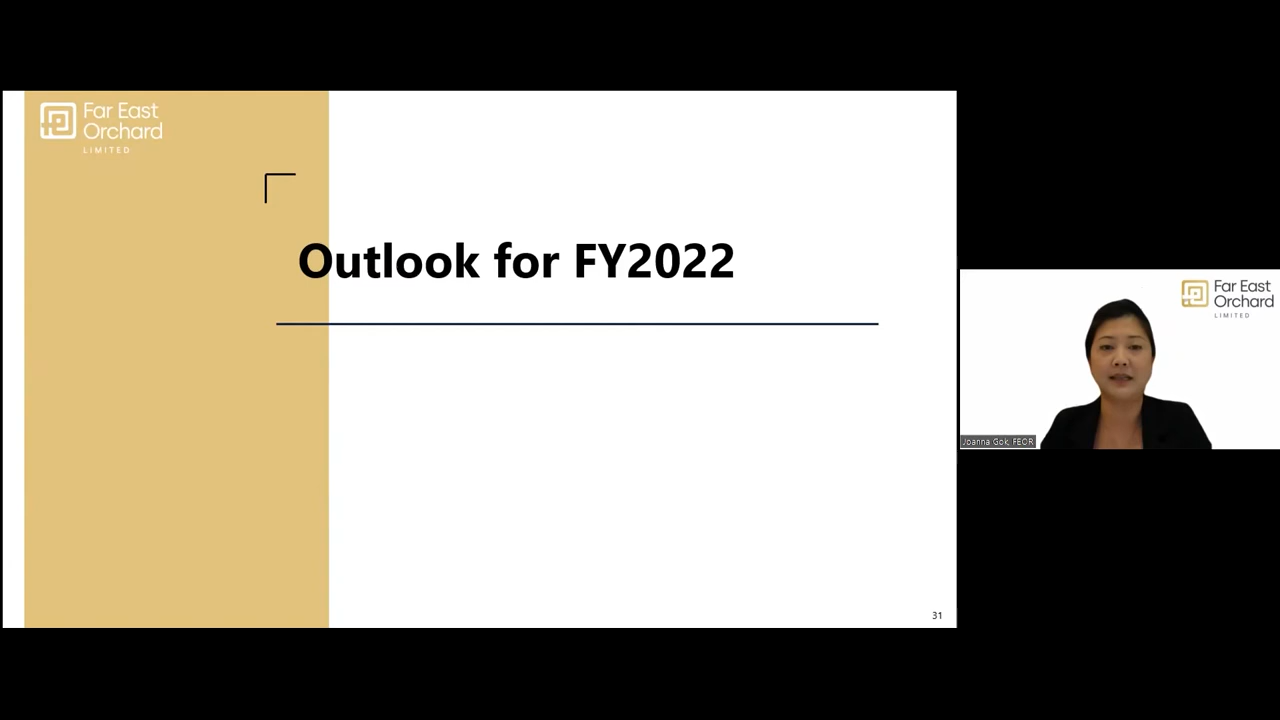 Far East
Orchard
LIMITED
Outlook for FY2022
31
Far East
Orchard
LIMITED
Joanna Gok, FEOR